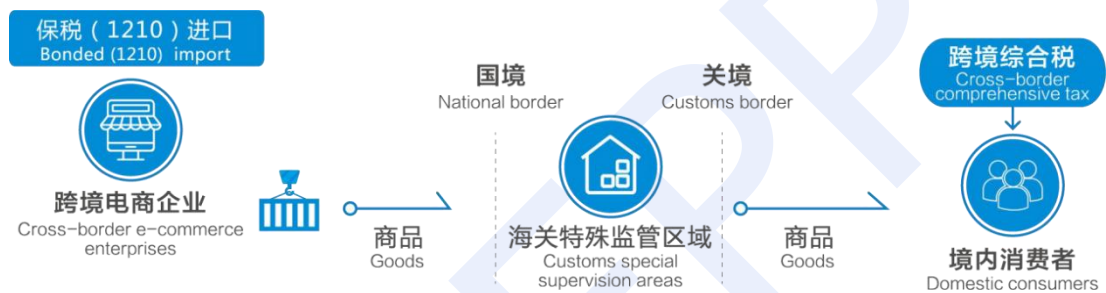 保税（1210）进口
Bonded (1210) import
跨境电商企业
Cross-border e-commerce
enterprises
商品
Goods
国境
National border
海关特殊监管区域
Customs special
supervision areas
关境
Customs border
商品
Goods
跨境综合税
Cross-border
comprehensive tax
境内消费者
Domestic consumers